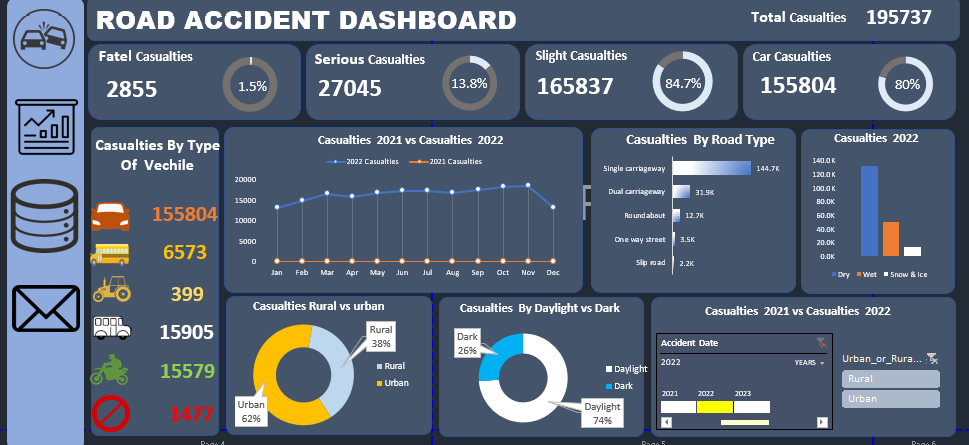 ROAD ACCIDENT DASHBOARD
Total Casualties 195737
Fatel Casualties
2855
1.5%
Serious Casualties
27045
13.8%
Slight Casualties
165837
84.7%
Car Casualties
155804
80%
Casualties By Type
Of Vechile
155804
6573
399
15905
15579
1477
Casualties 2021 vs Casualties 2022
2022 Casualties
2021 Casualties
20000
15000
10000
5000
0
Jan Feb Mar Apr May Jun Jul Aug Sep Oct Nov Dec
Casualties By Road Type
Single carriageway 144.7K
Dual carriageway 31.9K
Roundabout 12.7K
One way street 3.5K
Slip road 2.2K
Casualties 2022
140.0K
120.0K
100.0K
80.0K
60.0K
40.0K
20.0K
0.0K
Dry Wet Snow & Ice
Casualties Rural vs urban
Rural
38%
Urban
62%
Rural
Urban
Casualties By Daylight vs Dark
Dark
26%
Daylight
74%
Daylight
Dark
Casualties 2021 vs Casualties 2022
Accident Date
2022
YEARS
2021 2022 2023
Urban_or_Rura...
Rural
Urban
Page 4
Page 5
Page 6